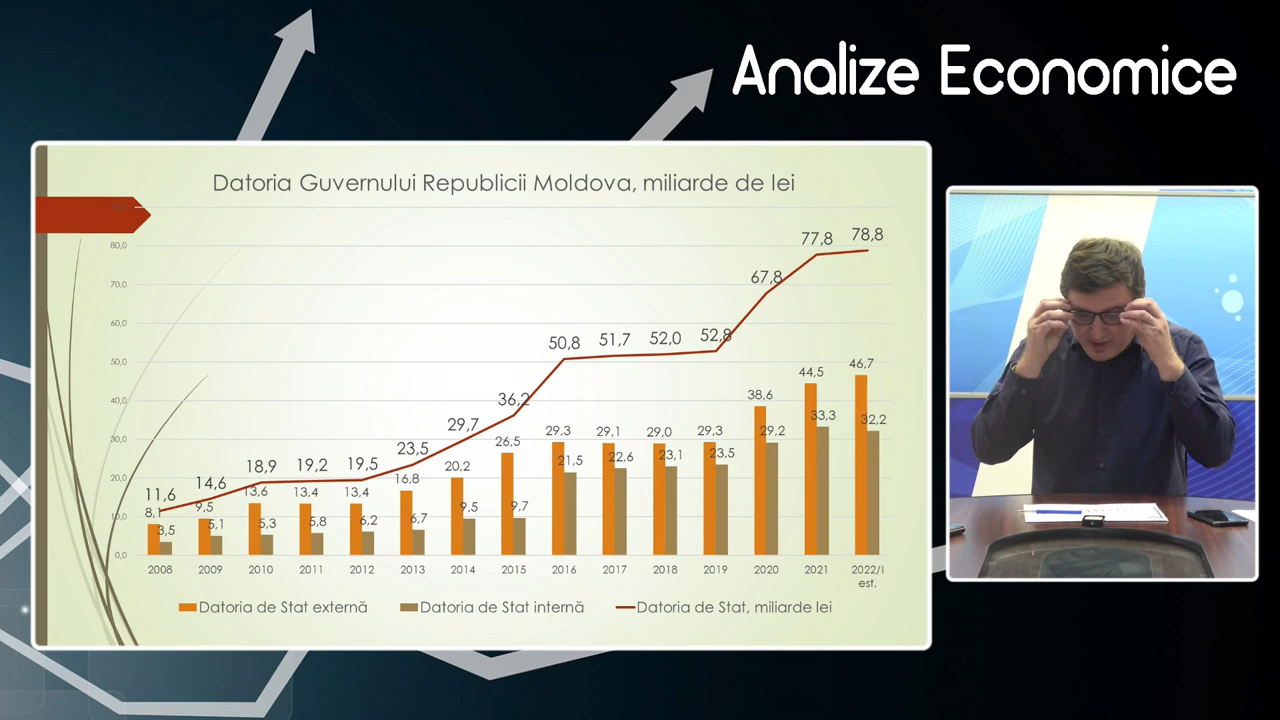 Analize Economice
Datoria Guvernului Republicii Moldova, miliarde de lei
80,0
70,0
60,0
50,0
40,0
30,0
20,0
10,0
0,0
11,6 14,6 18,9 19,2 19,5 23,5 29,7 36,2 50,8 51,7 52,0 52,8 67,8 77,8 78,8
8,1 9,5 13,6 13,4 13,4 16,8 20,2 26,5 29,3 29,1 29,0 29,3 38,6 44,5 46,7
3,5 5,1 5,3 5,8 6,2 6,7 9,5 9,7 21,5 22,6 23,1 23,5 29,2 33,3 32,2
2008 2009 2010 2011 2012 2013 2014 2015 2016 2017 2018 2019 2020 2021 2022/I
est.
Datoria de Stat externă Datoria de Stat internă Datoria de Stat, miliarde lei